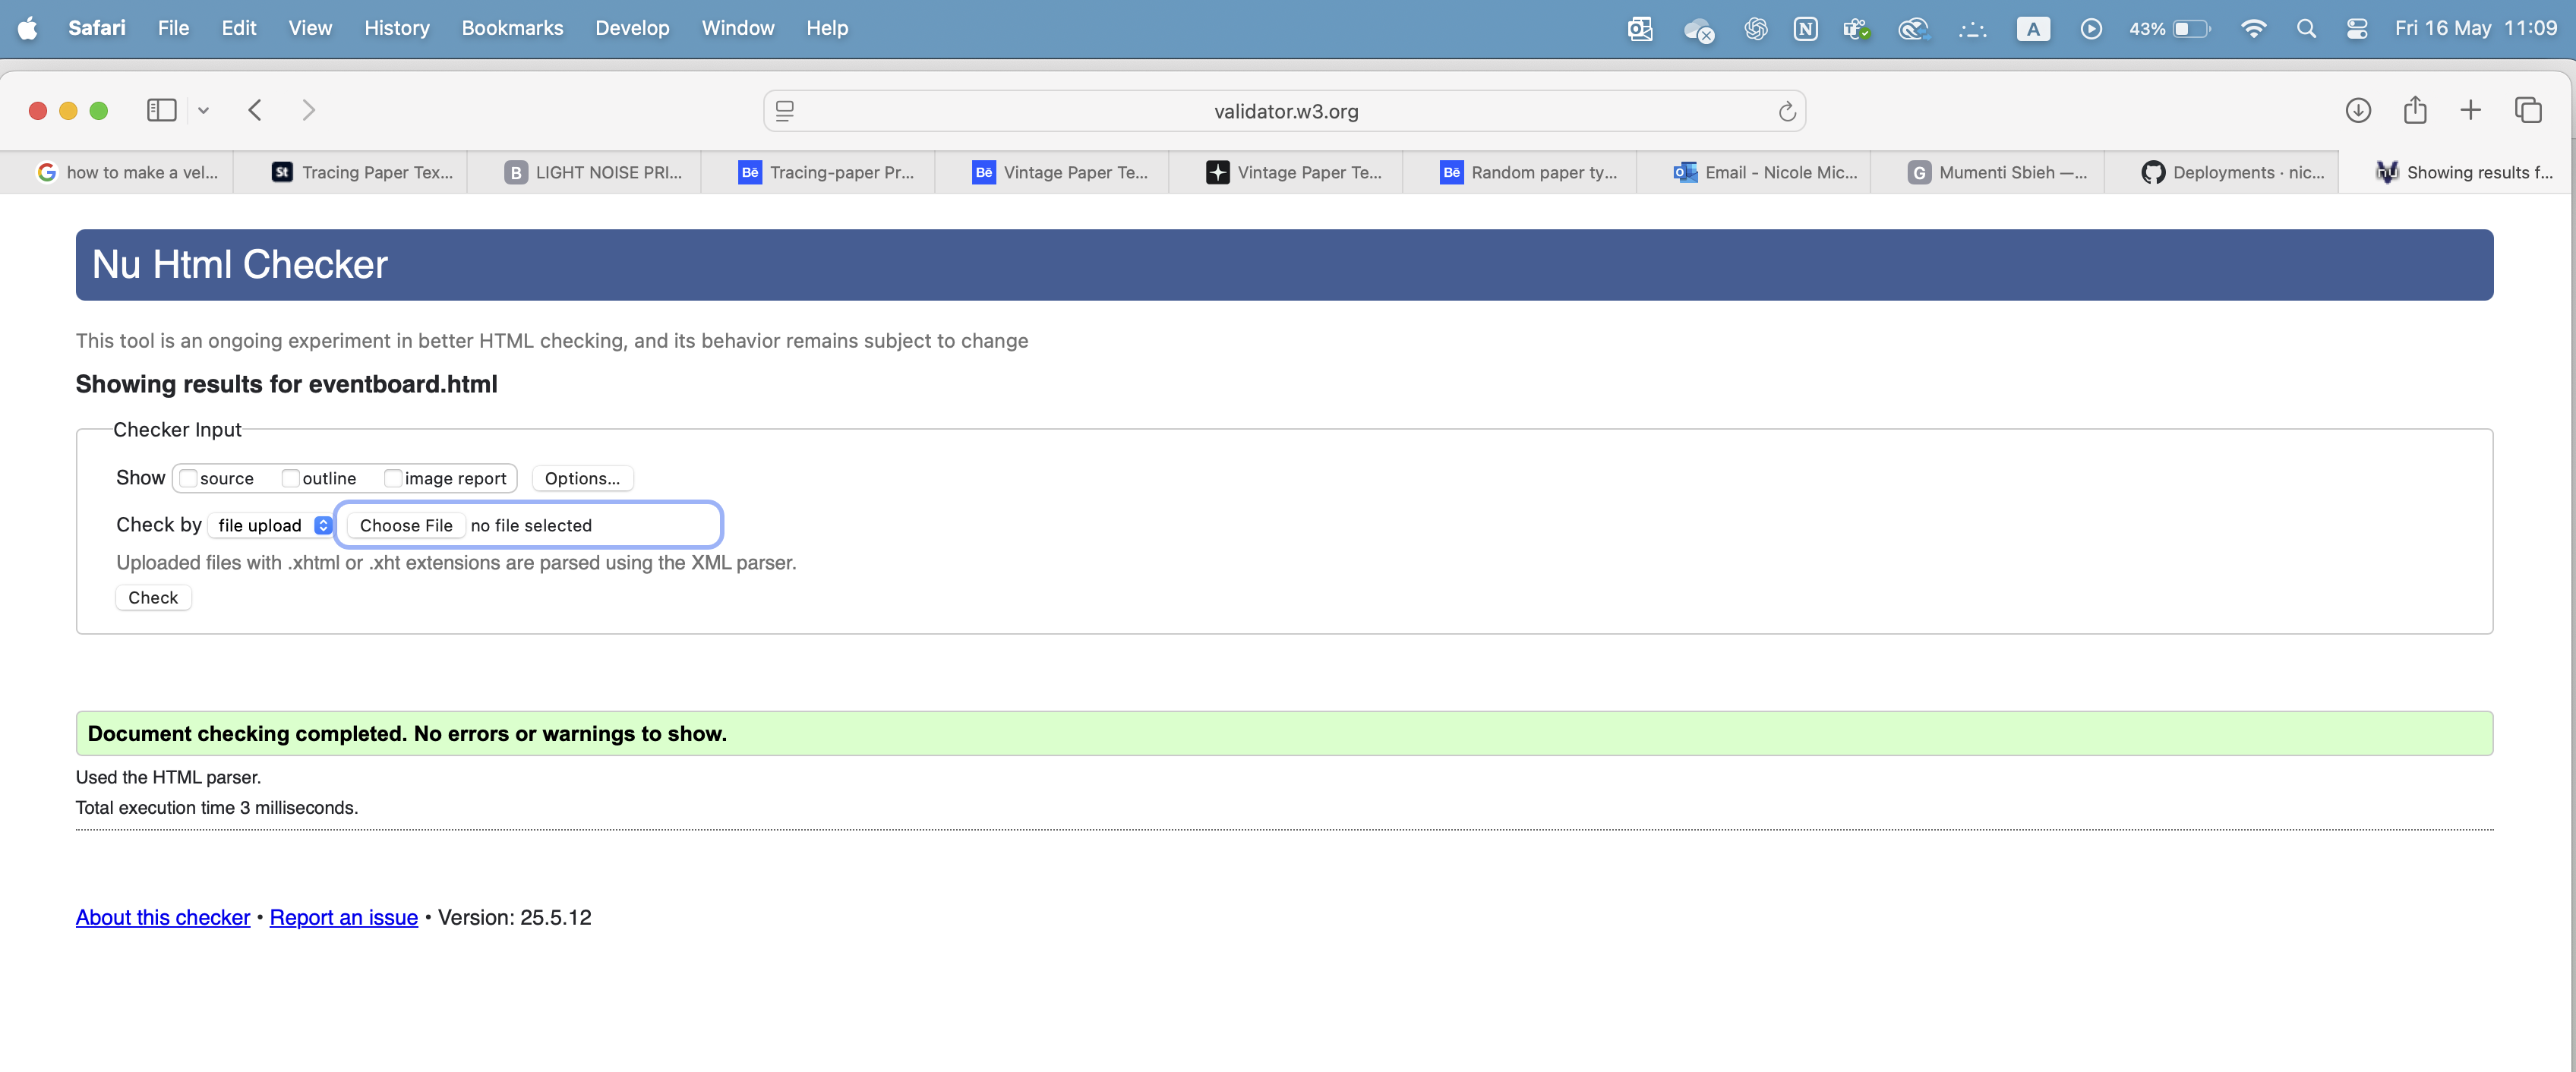 Safari File Edit View History Bookmarks Develop Window Help A 43% Fri 16 May 11:09
validator.w3.org
how to make a vel... Tracing Paper Tex... LIGHT NOISE PRI... Tracing-paper Pr... Vintage Paper Te... Vintage Paper Te... Random paper ty... Email - Nicole Mic... Mumenti Sbieh —... Deployments · nic... Showing results f...
Nu Html Checker
This tool is an ongoing experiment in better HTML checking, and its behavior remains subject to change
Showing results for eventboard.html
Checker Input
Show source outline image report Options...
Check by file upload Choose File no file selected
Uploaded files with .xhtml or .xht extensions are parsed using the XML parser.
Check
Document checking completed. No errors or warnings to show.
Used the HTML parser.
Total execution time 3 milliseconds.
About this checker • Report an issue • Version: 25.5.12